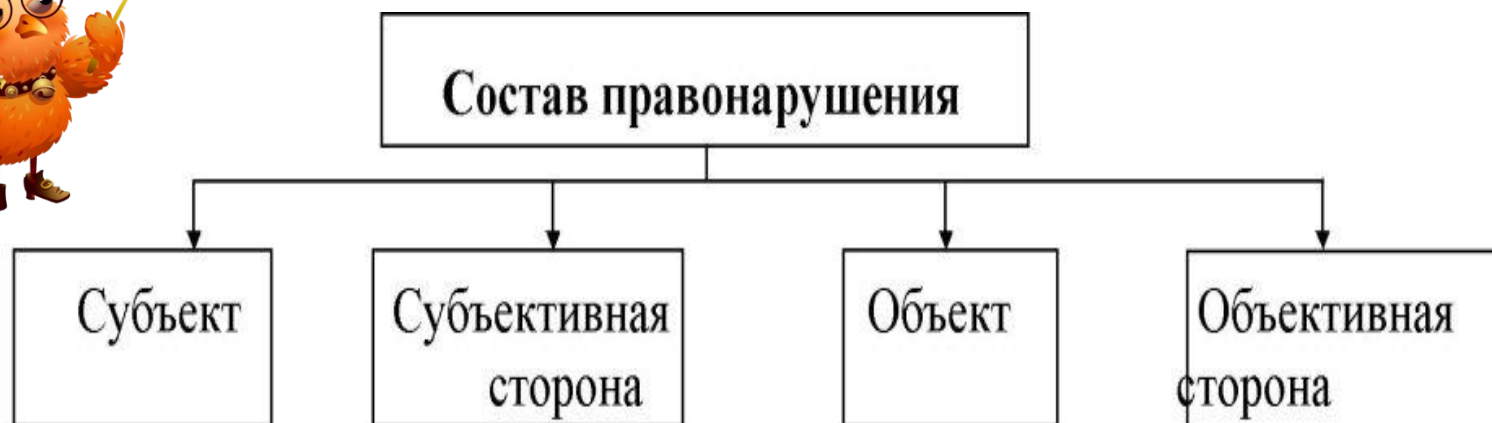 Состав правонарушения
Субъект
Субъективная
сторона
Объект
Объективная
сторона